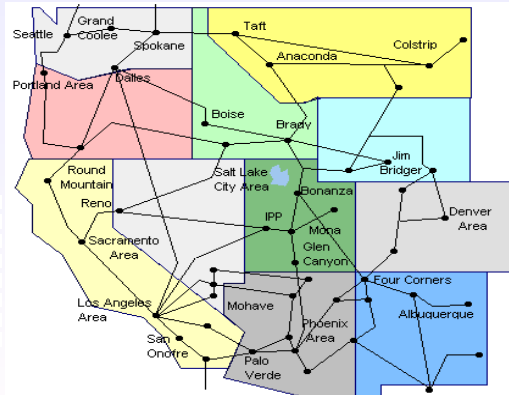 Grand
Coolee
Seattle
Spokane
Taft
Colstrip
Anaconda
Portland Area
Dalles
Boise
Brady
Jim
Bridger
Round
Mountain
Salt Lake
City Area
Bonanza
Reno
IPP
Mona
Denver
Area
Sacramento
Area
Glen
Canyon
Four Corners
Los Angeles
Area
Mohave
Albuquerque
Phoenix
Area
San
Onofre
Palo
Verde